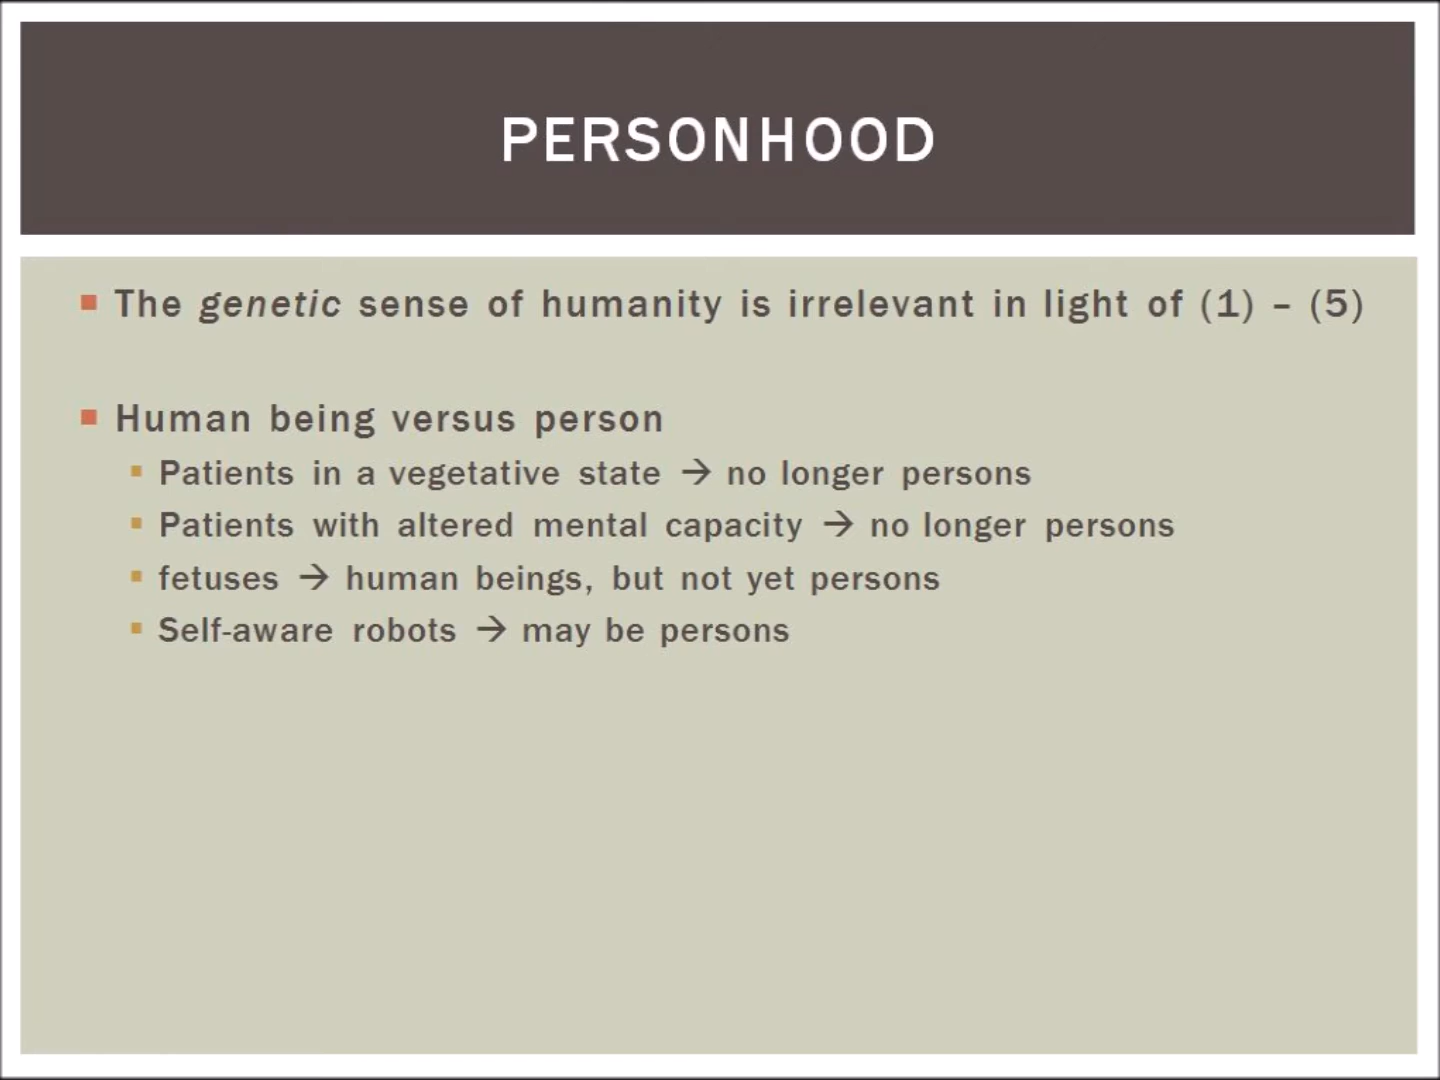 PERSONHOOD
The genetic sense of humanity is irrelevant in light of (1) – (5)
Human being versus person
Patients in a vegetative state → no longer persons
Patients with altered mental capacity → no longer persons
fetuses → human beings, but not yet persons
Self-aware robots → may be persons